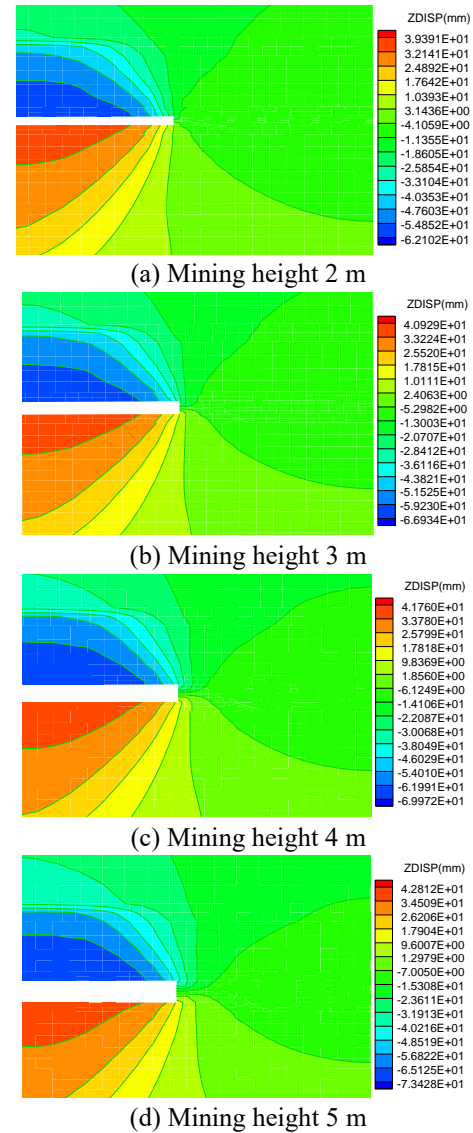 ZDISP(mm)
3.9391E+01
3.2141E+01
2.4892E+01
1.7642E+01
1.0393E+01
3.1436E+00
-4.1059E+00
-1.1355E+01
-1.8605E+01
-2.5854E+01
-3.3104E+01
-4.0353E+01
-4.7603E+01
-5.4852E+01
-6.2102E+01
(a) Mining height 2 m
ZDISP(mm)
4.0929E+01
3.3224E+01
2.5520E+01
1.7815E+01
1.0111E+01
2.4063E+00
-5.2982E+00
-1.3003E+01
-2.0707E+01
-2.8412E+01
-3.6116E+01
-4.3821E+01
-5.1525E+01
-5.9230E+01
-6.6934E+01
(b) Mining height 3 m
ZDISP(mm)
4.1760E+01
3.3780E+01
2.5799E+01
1.7818E+01
9.8369E+00
1.8560E+00
-6.1249E+00
-1.4106E+01
-2.2087E+01
-3.0068E+01
-3.8049E+01
-4.6029E+01
-5.4010E+01
-6.1991E+01
-6.9972E+01
(c) Mining height 4 m
ZDISP(mm)
4.2812E+01
3.4509E+01
2.6206E+01
1.7904E+01
9.6007E+00
1.2979E+00
-7.0050E+00
-1.5308E+01
-2.3611E+01
-3.1913E+01
-4.0216E+01
-4.8519E+01
-5.6822E+01
-6.5125E+01
-7.3428E+01
(d) Mining height 5 m